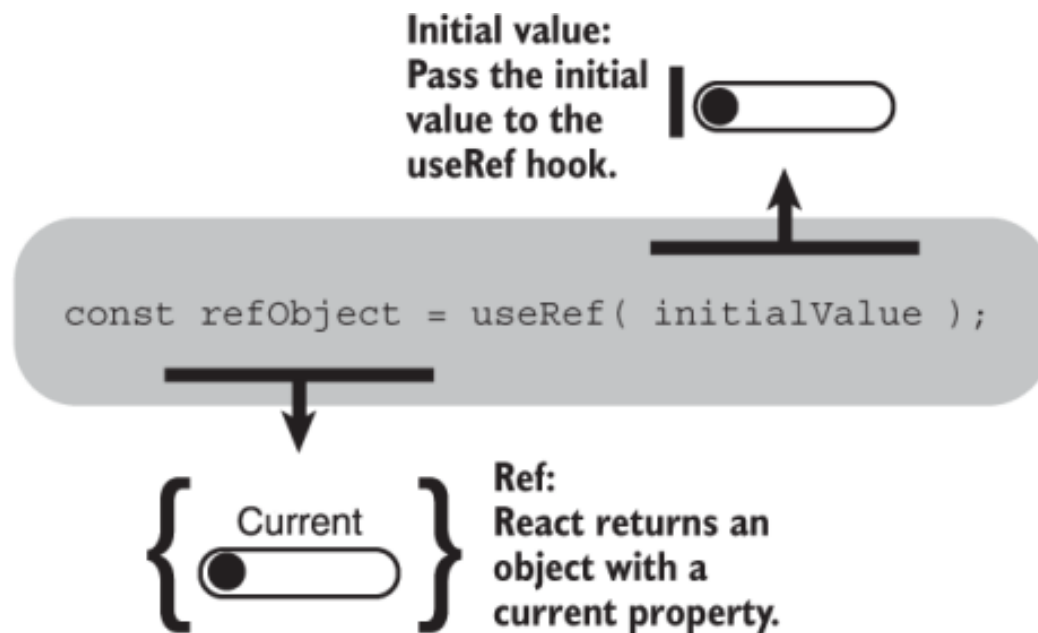 Initial value:
Pass the initial
value to the
useRef hook.
const refObject = useRef( initialValue );
Current
Ref:
React returns an
object with a
current property.